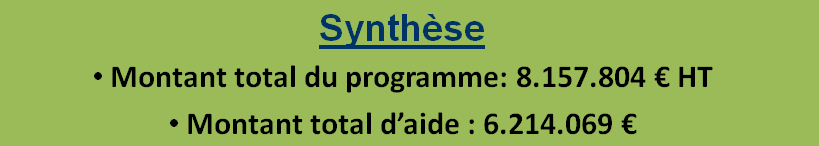 Synthèse
• Montant total du programme: 8.157.804 € HT
• Montant total d’aide : 6.214.069 €